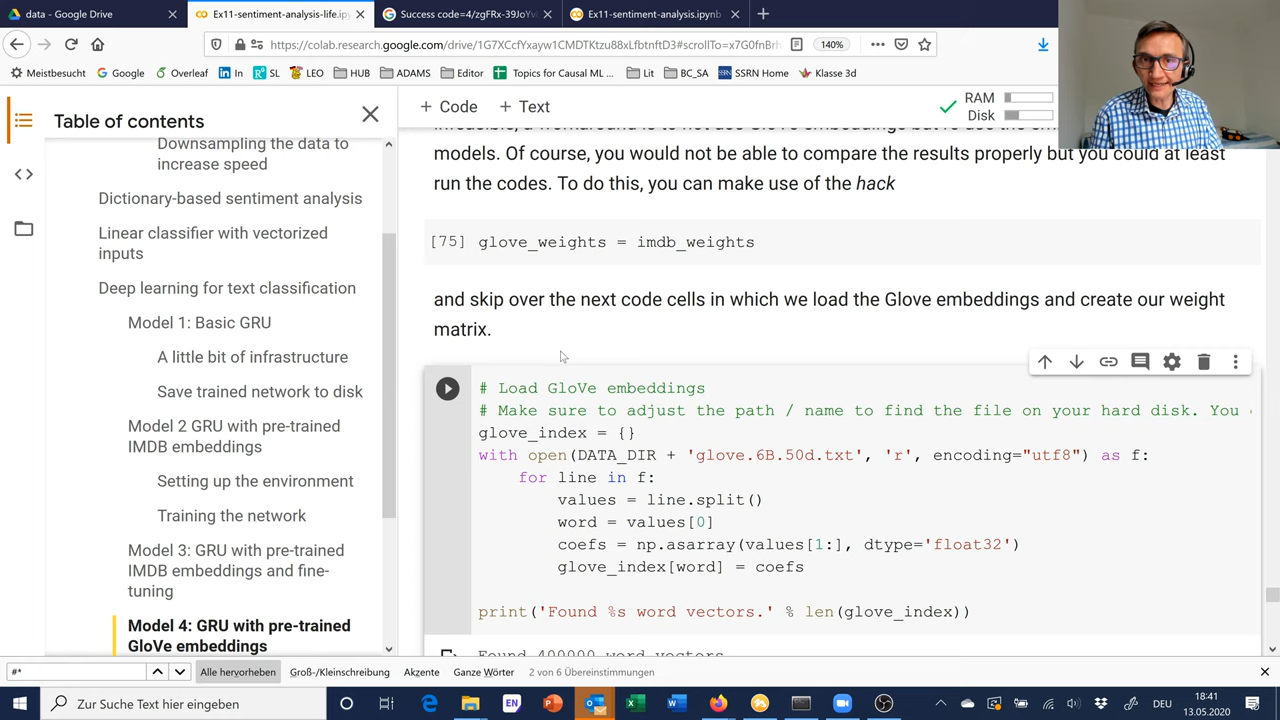 data - Google Drive
Ex11-sentiment-analysis-life.ipy
Success code=4/zgFRx-39JoYv
Ex11-sentiment-analysis.ipynb
https://colab.research.google.com/drive/1G7XCcfYxayw1CMDTKtzu88xLfbtnftD3#scrollTo=x7G0fnBrh
140%
Meistbesucht
Google
Overleaf
In
SL
LEO
HUB
ADAMS
Editor
Topics for Causal ML ...
Lit
BC_SA
SSRN Home
Klasse 3d
Table of contents
+ Code
+ Text
RAM
Disk
Downsampling the data to
increase speed
Dictionary-based sentiment analysis
Linear classifier with vectorized
inputs
Deep learning for text classification
Model 1: Basic GRU
A little bit of infrastructure
Save trained network to disk
Model 2 GRU with pre-trained
IMDB embeddings
Setting up the environment
Training the network
Model 3: GRU with pre-trained
IMDB embeddings and fine-
tuning
Model 4: GRU with pre-trained
GloVe embeddings
models. Of course, you would not be able to compare the results properly but you could at least
run the codes. To do this, you can make use of the hack
[75] glove_weights = imdb_weights
and skip over the next code cells in which we load the Glove embeddings and create our weight
matrix.
# Load GloVe embeddings
# Make sure to adjust the path / name to find the file on your hard disk. You
glove_index = {}
with open(DATA_DIR + 'glove.6B.50d.txt', 'r', encoding="utf8") as f:
for line in f:
values = line.split()
word = values[0]
coefs = np.asarray(values[1:], dtype='float32')
glove_index[word] = coefs
print('Found %s word vectors.' % len(glove_index))
Found 400000 word vectors.
#*
Alle hervorheben
Groß-/Kleinschreibung
Akzente
Ganze Wörter
2 von 6 Übereinstimmungen
Zur Suche Text hier eingeben
EN
DEU
18:41
13.05.2020